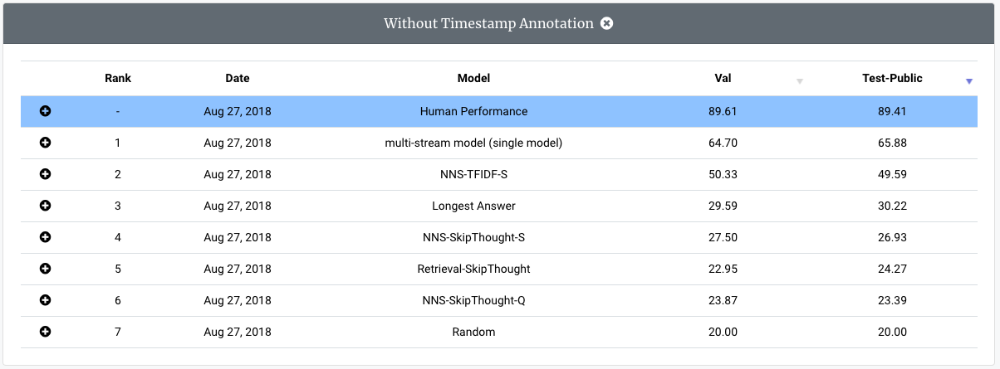 Without Timestamp Annotation
Rank Date Model Val Test-Public
- Aug 27, 2018 Human Performance 89.61 89.41
1 Aug 27, 2018 multi-stream model (single model) 64.70 65.88
2 Aug 27, 2018 NNS-TFIDF-S 50.33 49.59
3 Aug 27, 2018 Longest Answer 29.59 30.22
4 Aug 27, 2018 NNS-SkipThought-S 27.50 26.93
5 Aug 27, 2018 Retrieval-SkipThought 22.95 24.27
6 Aug 27, 2018 NNS-SkipThought-Q 23.87 23.39
7 Aug 27, 2018 Random 20.00 20.00